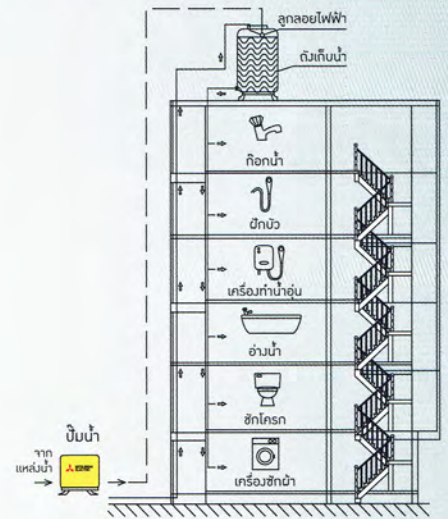 ลูกลอยไฟฟ้า
ถังเก็บน้ำ
ก๊อกน้ำ
ฝักบัว
เครื่องทำน้ำอุ่น
อ่างน้ำ
ชักโครก
เครื่องซักผ้า
ปั๊มน้ำ
จาก
แหล่งน้ำ